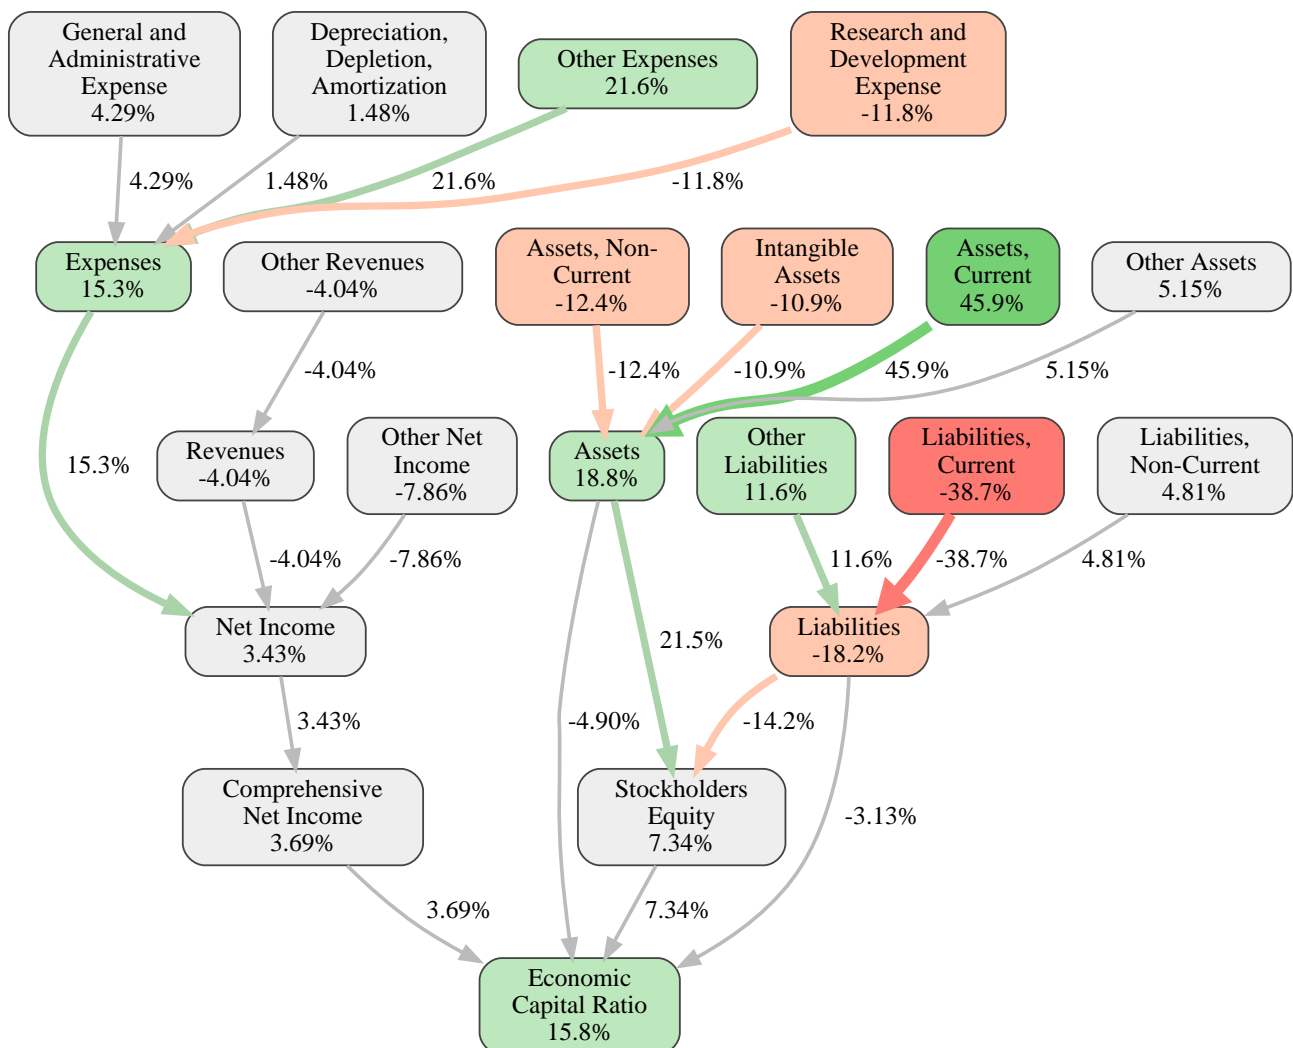 General and
Administrative
Expense
4.29%
Depreciation,
Depletion,
Amortization
1.48%
Other Expenses
21.6%
Research and
Development
Expense
-11.8%
4.29%
1.48%
21.6%
-11.8%
Expenses
15.3%
Other Revenues
-4.04%
Assets, Non-
Current
-12.4%
Intangible
Assets
-10.9%
Assets,
Current
45.9%
Other Assets
5.15%
-4.04%
-12.4%
-10.9%
45.9%
5.15%
15.3%
Revenues
-4.04%
Other Net
Income
-7.86%
Assets
18.8%
Other
Liabilities
11.6%
Liabilities,
Current
-38.7%
Liabilities,
Non-Current
4.81%
-4.04%
-7.86%
11.6%
-38.7%
4.81%
Net Income
3.43%
21.5%
Liabilities
-18.2%
3.43%
-4.90%
-14.2%
Comprehensive
Net Income
3.69%
Stockholders
Equity
7.34%
-3.13%
3.69%
7.34%
Economic
Capital Ratio
15.8%